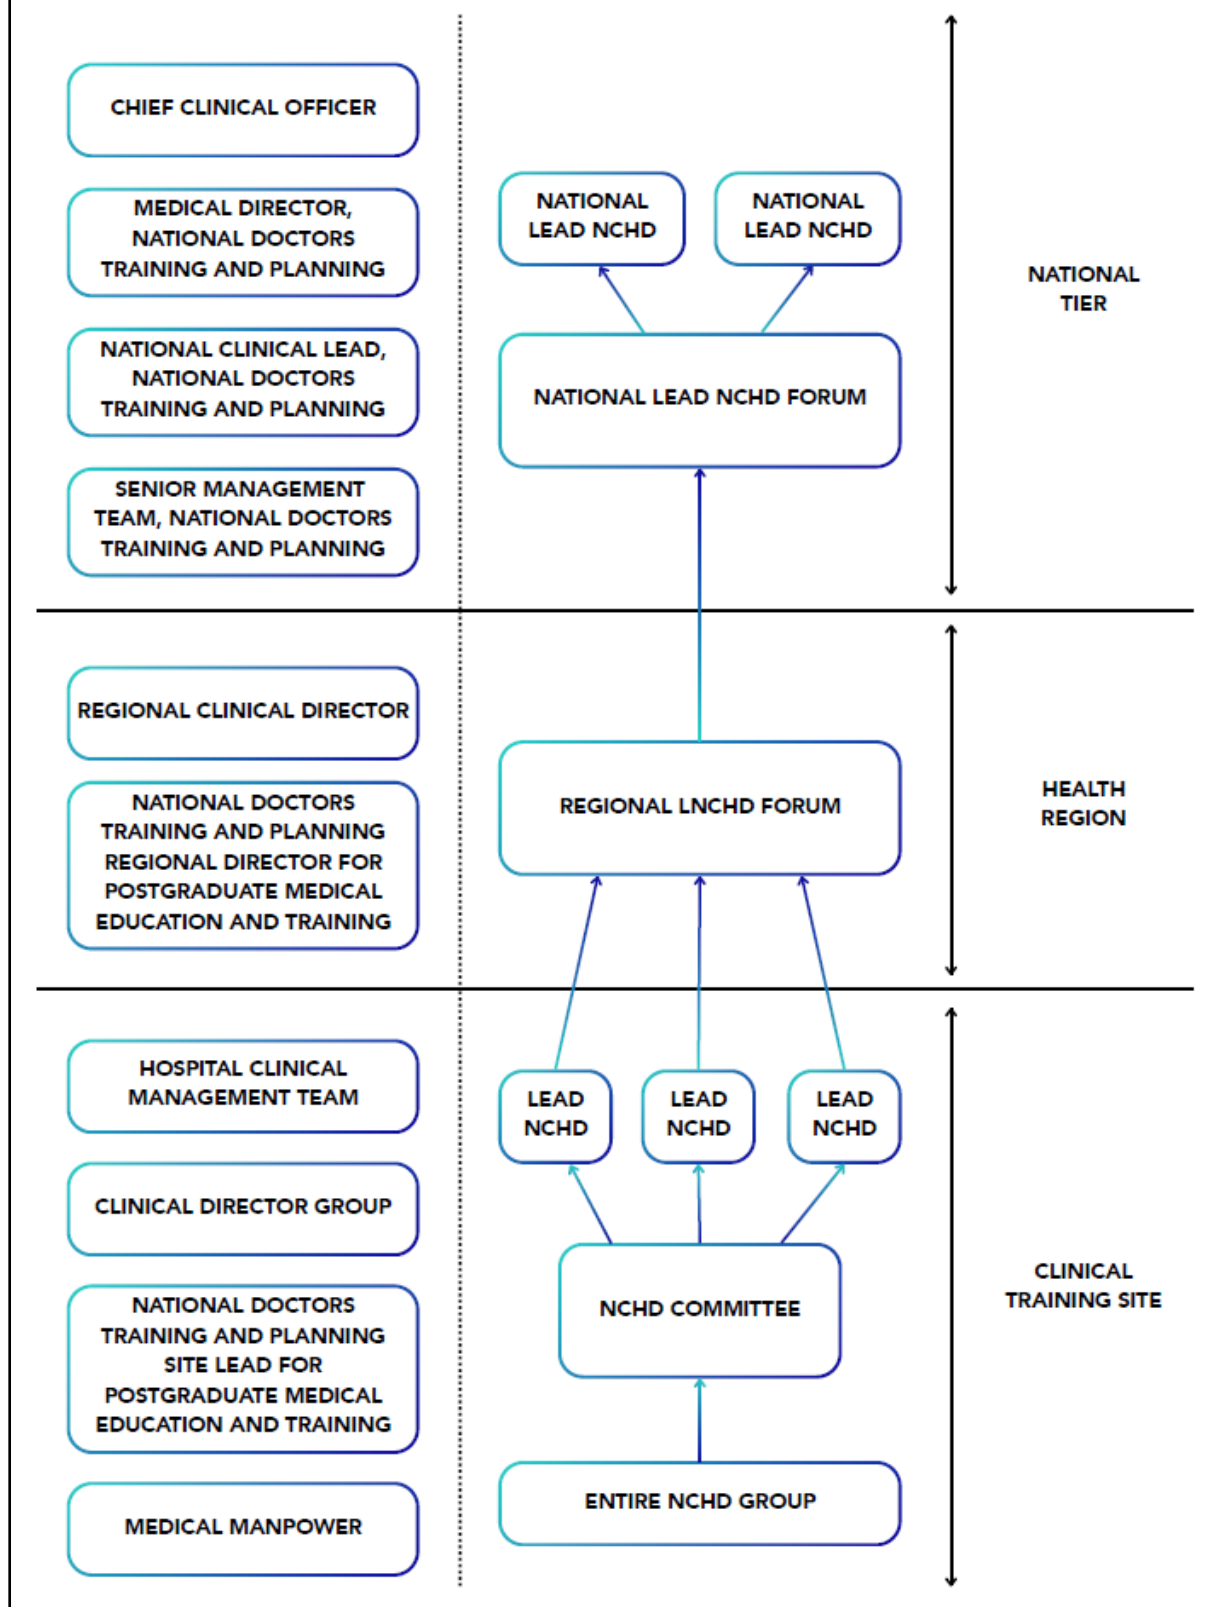 CHIEF CLINICAL OFFICER
MEDICAL DIRECTOR,
NATIONAL DOCTORS
TRAINING AND PLANNING
NATIONAL CLINICAL LEAD,
NATIONAL DOCTORS
TRAINING AND PLANNING
SENIOR MANAGEMENT
TEAM, NATIONAL DOCTORS
TRAINING AND PLANNING
NATIONAL
LEAD NCHD
NATIONAL
LEAD NCHD
NATIONAL LEAD NCHD FORUM
NATIONAL
TIER
REGIONAL CLINICAL DIRECTOR
NATIONAL DOCTORS
TRAINING AND PLANNING
REGIONAL DIRECTOR FOR
POSTGRADUATE MEDICAL
EDUCATION AND TRAINING
REGIONAL LNCHD FORUM
HEALTH
REGION
HOSPITAL CLINICAL
MANAGEMENT TEAM
CLINICAL DIRECTOR GROUP
NATIONAL DOCTORS
TRAINING AND PLANNING
SITE LEAD FOR
POSTGRADUATE MEDICAL
EDUCATION AND TRAINING
MEDICAL MANPOWER
LEAD
NCHD
LEAD
NCHD
LEAD
NCHD
NCHD COMMITTEE
ENTIRE NCHD GROUP
CLINICAL
TRAINING SITE